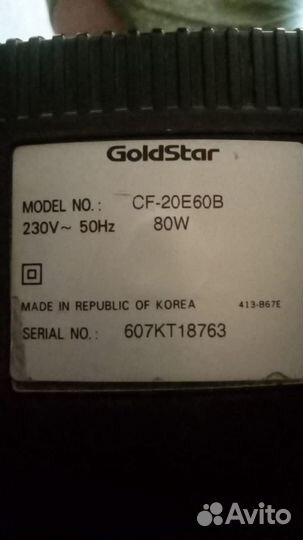 GoldStar
MODEL NO.: CF-20E60B
230V~ 50Hz 80W
MADE IN REPUBLIC OF KOREA 413-B67E
SERIAL NO.: 607KT18763
Avito